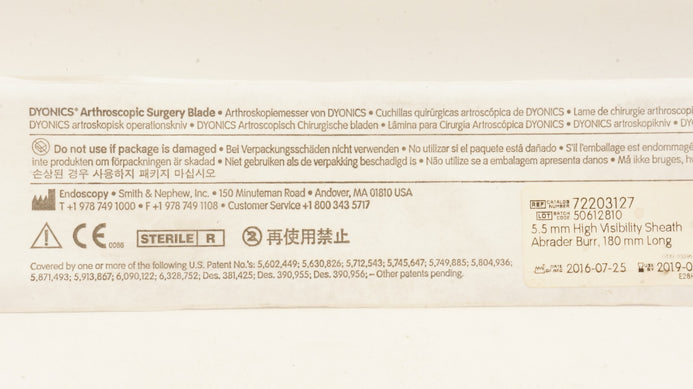 DYONICS® Arthroscopic Surgery Blade • Arthroskopiemesser von DYONICS • Cuchillas quirúrgicas artroscópica de DYONICS • Lame de chirurgie
DYONICS artroskopisk operationskniv • DYONICS Artroscopisch Chirurgische bladen • Lâmina para Cirurgia Artroscópica DYONICS • DYONICS artroskopikniv •
Do not use if package is damaged • Bei Verpackungsschäden nicht verwenden • No utilizar si el paquete está dañado • S'il l'emballage est endommagé
inte produkten om förpackningen är skadad • Niet gebruiken als de verpakking beschadigd is • Não utilize se a embalagem apresenta danos • Må ikke bruges,
손상된 경우 사용하지 패키지 마십시오
Endoscopy • Smith & Nephew, Inc. • 150 Minuteman Road • Andover, MA 01810 USA
T +1 978 749 1000 • F +1 978 749 1108 • Customer Service +1 800 343 5717
CE 0086 STERILE R 2 再使用禁止
Covered by one or more of the following U.S. Patent No.'s: 5,602,449; 5,630,826; 5,712,543; 5,745,647; 5,749,885; 5,804,936;
5,871,493; 5,913,867; 6,090,122; 6,328,752; Des. 381,425; Des. 390,955; Des. 390,956; – Other patents pending.
REF CATALOG NUMBER 72203127
LOT BATCH CODE 50612810
5.5 mm High Visibility Sheath
Abrader Burr, 180 mm Long
2016-07-25 2019-0